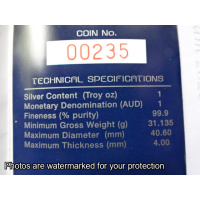 COIN No.
00235
TECHNICAL SPECIFICATIONS
Silver Content (Troy oz) 1
Monetary Denomination (AUD) 1
Fineness (% purity) 99.9
Minimum Gross Weight (g) 31.135
Maximum Diameter (mm) 40.60
Maximum Thickness (mm) 4.00
Photos are watermarked for your protection